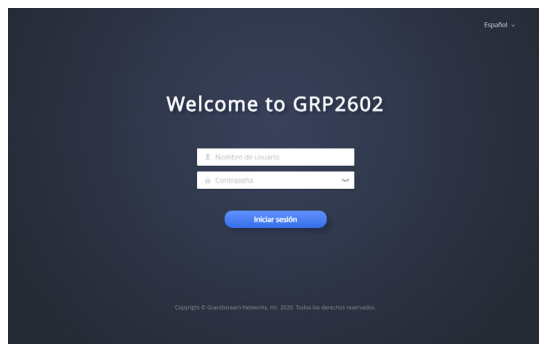 Español
Welcome to GRP2602
Nombre de usuario
Contraseña
Iniciar sesión
Copyright © Grandstream Networks, Inc. 2020. Todos los derechos reservados.